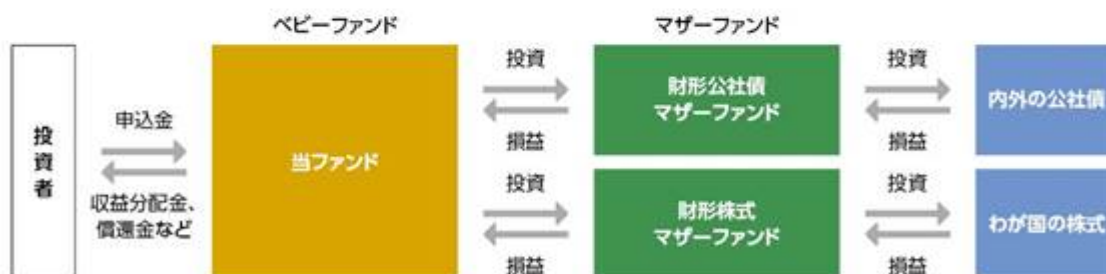 ベビーファンド
マザーファンド
投資者
申込金
収益分配金、
償還金など
当ファンド
投資
損益
財形公社債
マザーファンド
投資
損益
内外の公社債
投資
損益
財形株式
マザーファンド
投資
損益
わが国の株式